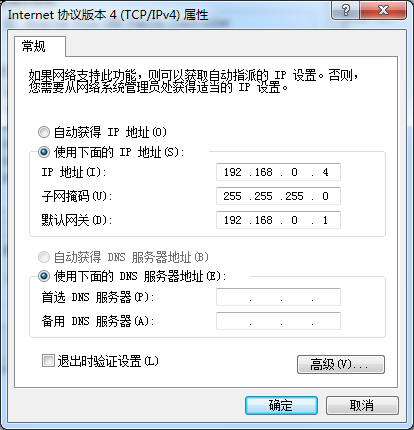 Internet 协议版本 4 (TCP/IPv4) 属性
常规
如果网络支持此功能，则可以获取自动指派的 IP 设置。否则，
您需要从网络系统管理员处获得适当的 IP 设置。
自动获得 IP 地址(O)
使用下面的 IP 地址(S):
IP 地址(I): 192 .168 . 0 . 4
子网掩码(U): 255 .255 .255 . 0
默认网关(D): 192 .168 . 0 . 1
自动获得 DNS 服务器地址(B)
使用下面的 DNS 服务器地址(E):
首选 DNS 服务器(P): . . .
备用 DNS 服务器(A): . . .
退出时验证设置(L)
高级(V)...
确定 取消